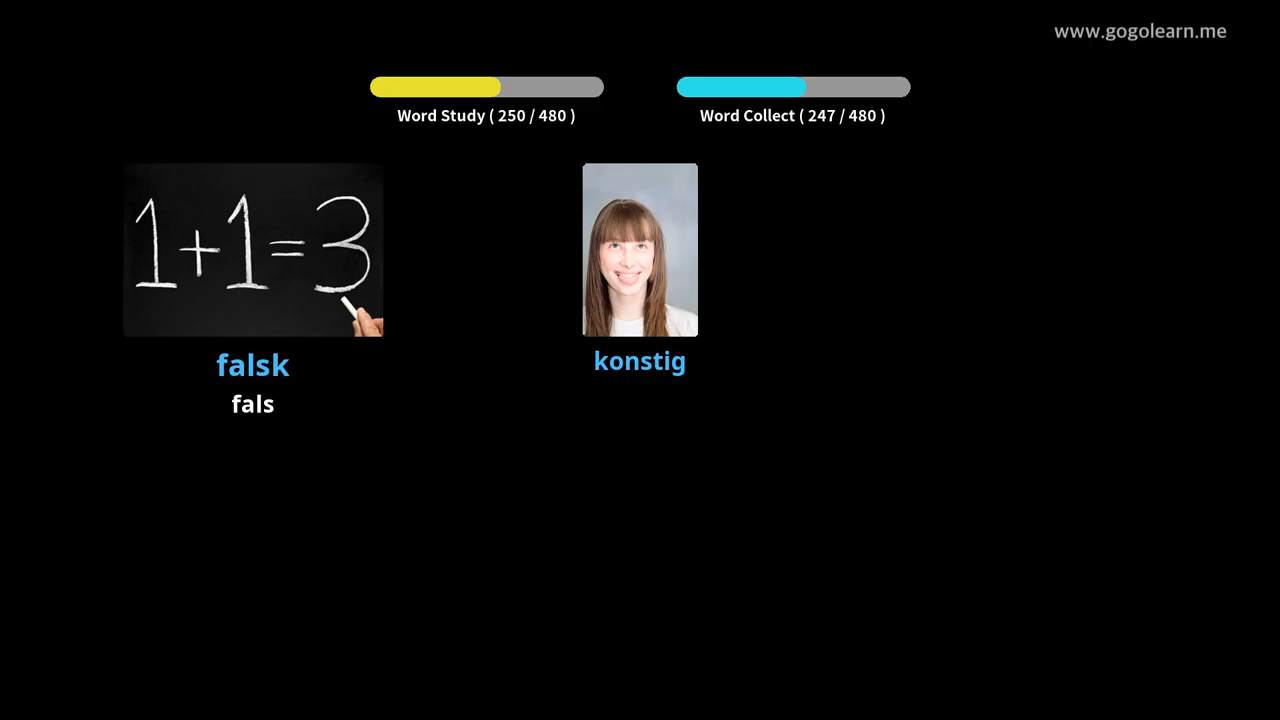 www.gogolearn.me
Word Study ( 250 / 480 )
Word Collect ( 247 / 480 )
1+1=3
falsk
fals
konstig